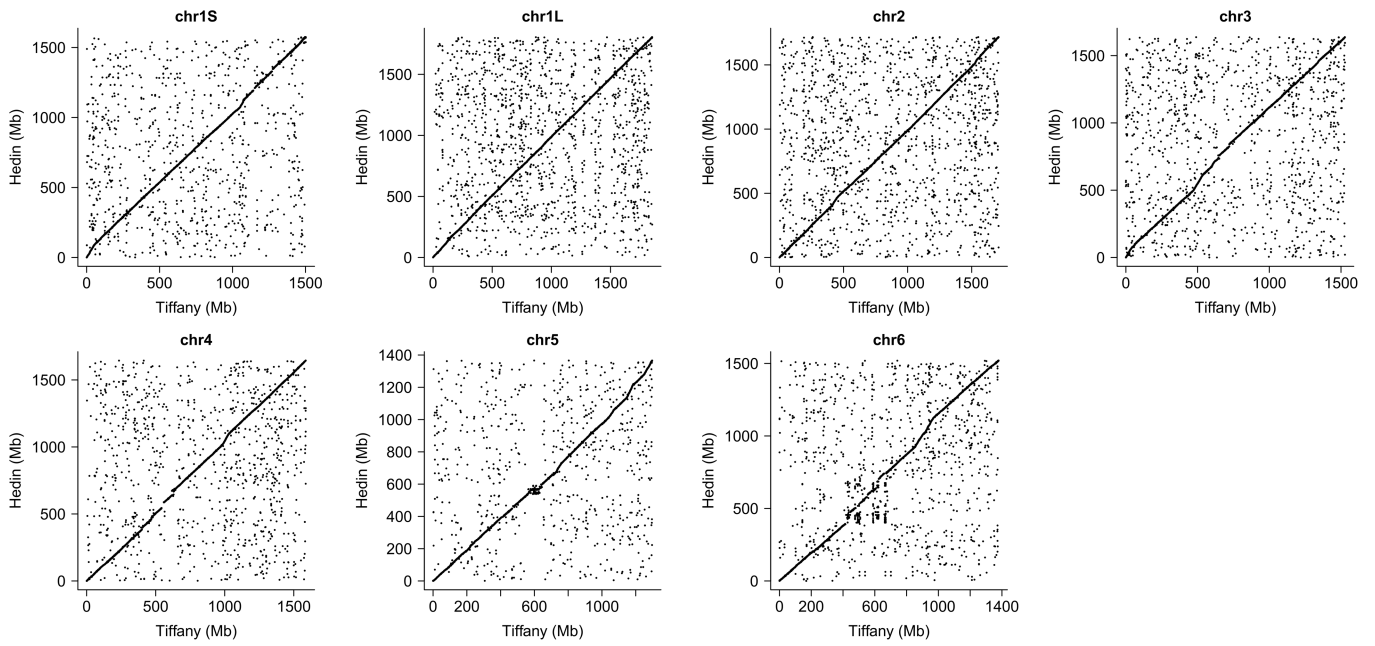 chr1S
chr1L
chr2
chr3
Hedin (Mb)
1500
1000
500
0
0 500 1000 1500
Tiffany (Mb)
Hedin (Mb)
1500
1000
500
0
0 500 1000 1500
Tiffany (Mb)
Hedin (Mb)
1500
1000
500
0
0 500 1000 1500
Tiffany (Mb)
Hedin (Mb)
1500
1000
500
0
0 500 1000 1500
Tiffany (Mb)
chr4
chr5
chr6
Hedin (Mb)
1500
1000
500
0
0 500 1000 1500
Tiffany (Mb)
Hedin (Mb)
1400
1200
1000
800
600
400
200
0
0 200 600 1000
Tiffany (Mb)
Hedin (Mb)
1500
1000
500
0
0 200 600 1000 1400
Tiffany (Mb)